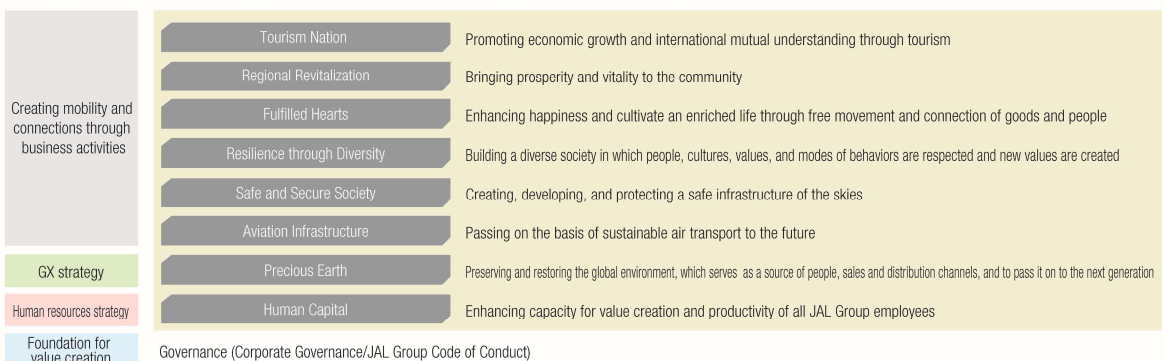 Creating mobility and
connections through
business activities
Tourism Nation
Promoting economic growth and international mutual understanding through tourism
Regional Revitalization
Bringing prosperity and vitality to the community
Fulfilled Hearts
Enhancing happiness and cultivate an enriched life through free movement and connection of goods and people
Resilience through Diversity
Building a diverse society in which people, cultures, values, and modes of behaviors are respected and new values are created
Safe and Secure Society
Creating, developing, and protecting a safe infrastructure of the skies
Aviation Infrastructure
Passing on the basis of sustainable air transport to the future
GX strategy
Precious Earth
Preserving and restoring the global environment, which serves as a source of people, sales and distribution channels, and to pass it on to the next generation
Human resources strategy
Human Capital
Enhancing capacity for value creation and productivity of all JAL Group employees
Foundation for
value creation
Governance (Corporate Governance/JAL Group Code of Conduct)